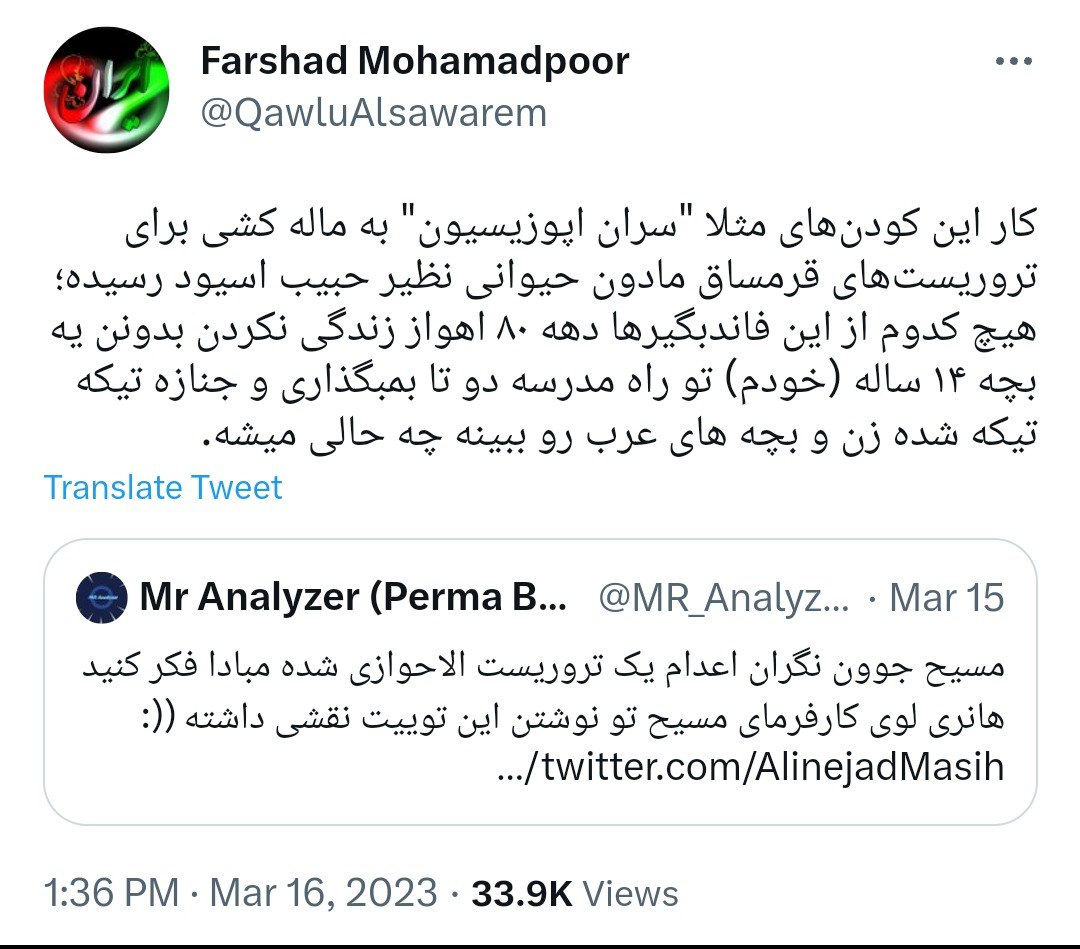 Farshad Mohamadpoor
@QawluAlsawarem
کار این کودن‌های مثلا "سران اپوزیسیون" به ماله کشی برای
تروریست‌های قرمساق مادون حیوانی نظیر حبیب اسیود رسیده؛
هیچ کدوم از این فاندبگیرها دهه ۸۰ اهواز زندگی نکردن بدونن یه
بچه ۱۴ ساله (خودم) تو راه مدرسه دو تا بمبگذاری و جنازه تیکه
تیکه شده زن و بچه های عرب رو ببینه چه حالی میشه.
Translate Tweet
Mr Analyzer (Perma B... @MR_Analyz... · Mar 15
مسیح جوون نگران اعدام یک تروریست الاحوازی شده مبادا فکر کنید
هانری لوی کارفرمای مسیح تو نوشتن این توییت نقشی داشته ((:
twitter.com/AlinejadMasih/...
1:36 PM · Mar 16, 2023 · 33.9K Views